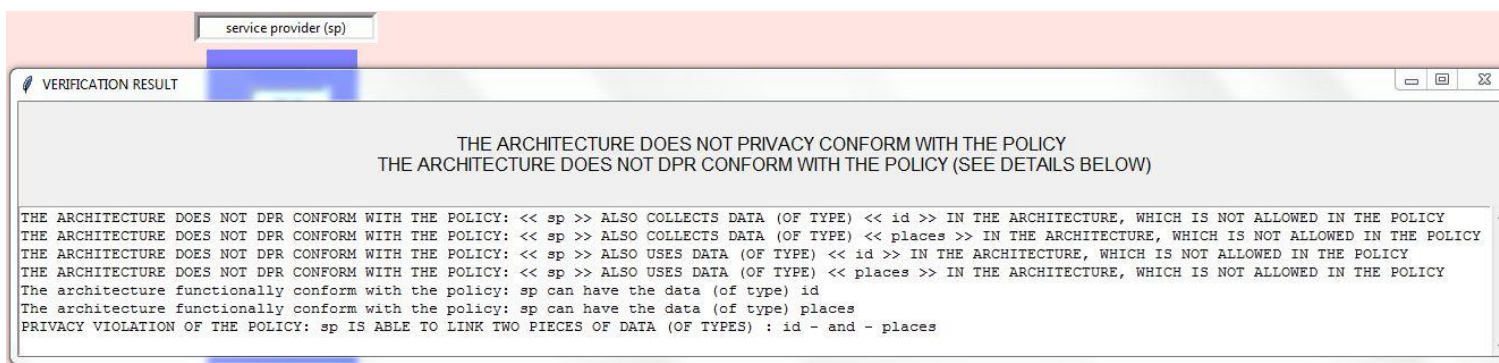 service provider (sp)
VERIFICATION RESULT
THE ARCHITECTURE DOES NOT PRIVACY CONFORM WITH THE POLICY
THE ARCHITECTURE DOES NOT DPR CONFORM WITH THE POLICY (SEE DETAILS BELOW)
THE ARCHITECTURE DOES NOT DPR CONFORM WITH THE POLICY: << sp >> ALSO COLLECTS DATA (OF TYPE) << id >> IN THE ARCHITECTURE, WHICH IS NOT ALLOWED IN THE POLICY
THE ARCHITECTURE DOES NOT DPR CONFORM WITH THE POLICY: << sp >> ALSO COLLECTS DATA (OF TYPE) << places >> IN THE ARCHITECTURE, WHICH IS NOT ALLOWED IN THE POLICY
THE ARCHITECTURE DOES NOT DPR CONFORM WITH THE POLICY: << sp >> ALSO USES DATA (OF TYPE) << id >> IN THE ARCHITECTURE, WHICH IS NOT ALLOWED IN THE POLICY
THE ARCHITECTURE DOES NOT DPR CONFORM WITH THE POLICY: << sp >> ALSO USES DATA (OF TYPE) << places >> IN THE ARCHITECTURE, WHICH IS NOT ALLOWED IN THE POLICY
The architecture functionally conform with the policy: sp can have the data (of type) id
The architecture functionally conform with the policy: sp can have the data (of type) places
PRIVACY VIOLATION OF THE POLICY: sp IS ABLE TO LINK TWO PIECES OF DATA (OF TYPES) : id - and - places